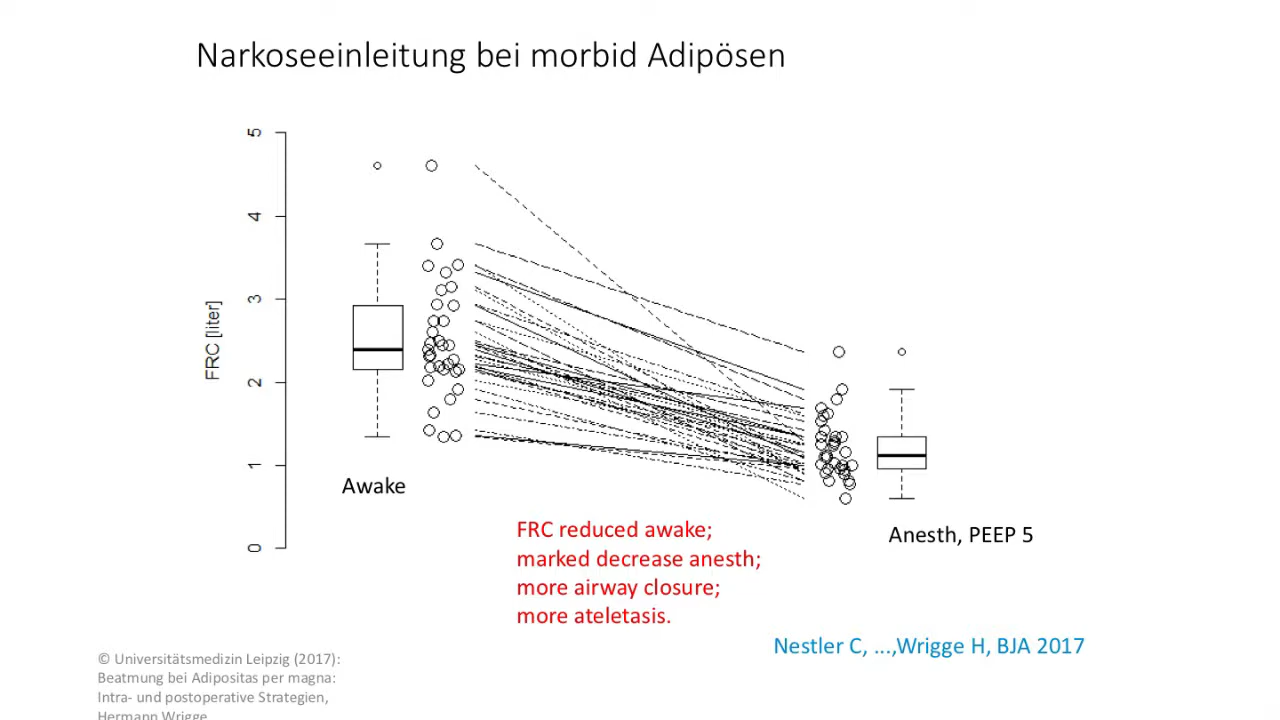 Narkoseeinleitung bei morbid Adipösen
5
4
3
2
1
0
FRC [liter]
Awake
Anesth, PEEP 5
FRC reduced awake;
marked decrease anesth;
more airway closure;
more ateletasis.
Nestler C, ...,Wrigge H, BJA 2017
© Universitätsmedizin Leipzig (2017):
Beatmung bei Adipositas per magna:
Intra- und postoperative Strategien,
Hermann Wrigge